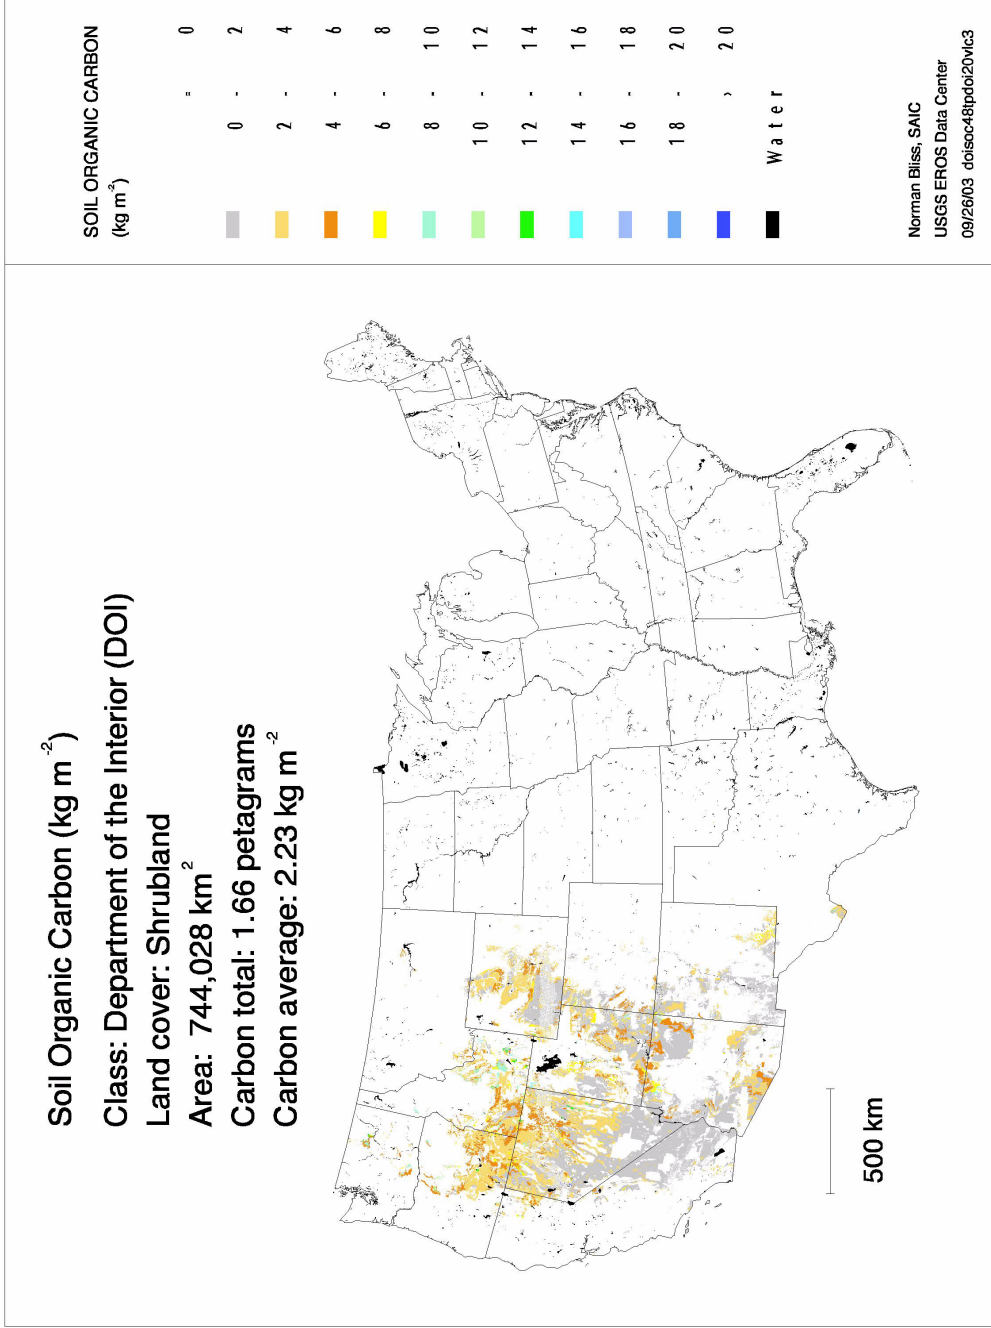 Soil Organic Carbon (kg m⁻²)
Class: Department of the Interior (DOI)
Land cover: Shrubland
Area: 744,028 km²
Carbon total: 1.66 petagrams
Carbon average: 2.23 kg m⁻²
500 km
SOIL ORGANIC CARBON
(kg m⁻²)
= 0
0 - 2
2 - 4
4 - 6
6 - 8
8 - 10
10 - 12
12 - 14
14 - 16
16 - 18
18 - 20
> 20
Water
Norman Bliss, SAIC
USGS EROS Data Center
09/26/03 doisoc48tpdoi20vlc3